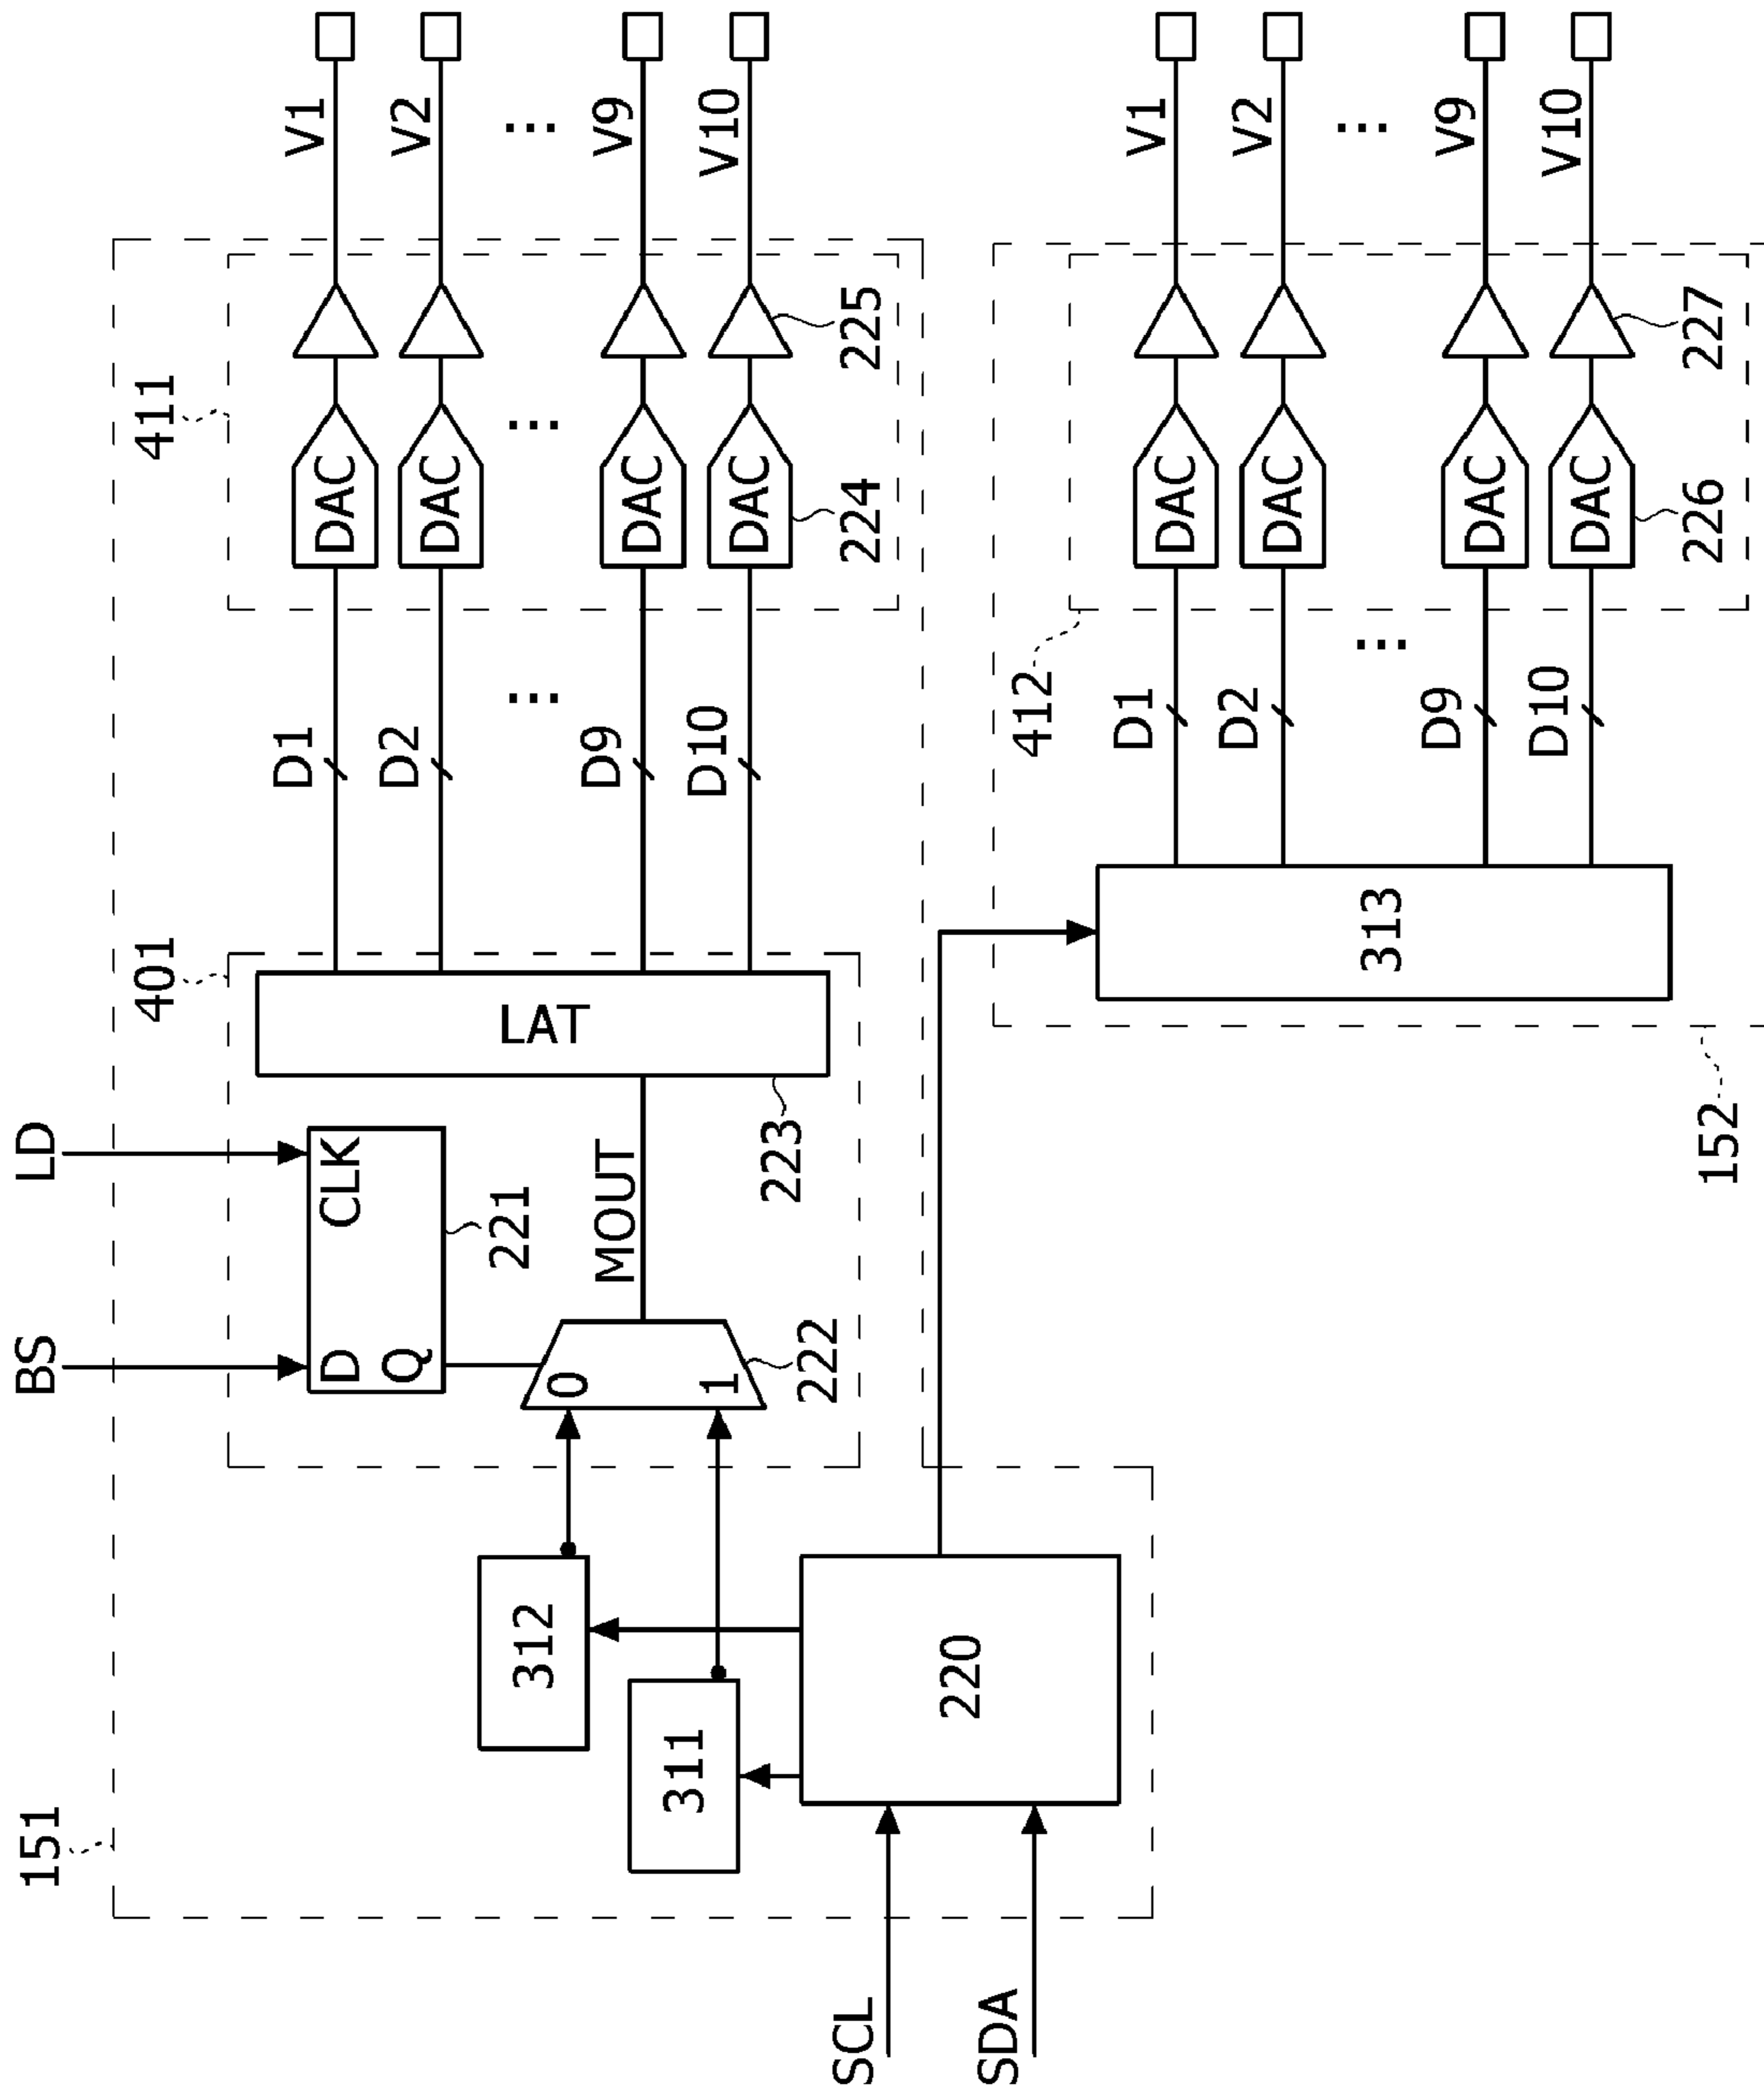 151
BS
LD
401
411
D
Q
CLK
221
0
1
222
MOUT
LAT
223
D1
D2
...
D9
D10
DAC
DAC
...
DAC
DAC
224
225
V1
V2
...
V9
V10
312
311
220
SCL
SDA
313
412
D1
D2
...
D9
D10
DAC
DAC
DAC
DAC
226
227
V1
V2
...
V9
V10
152